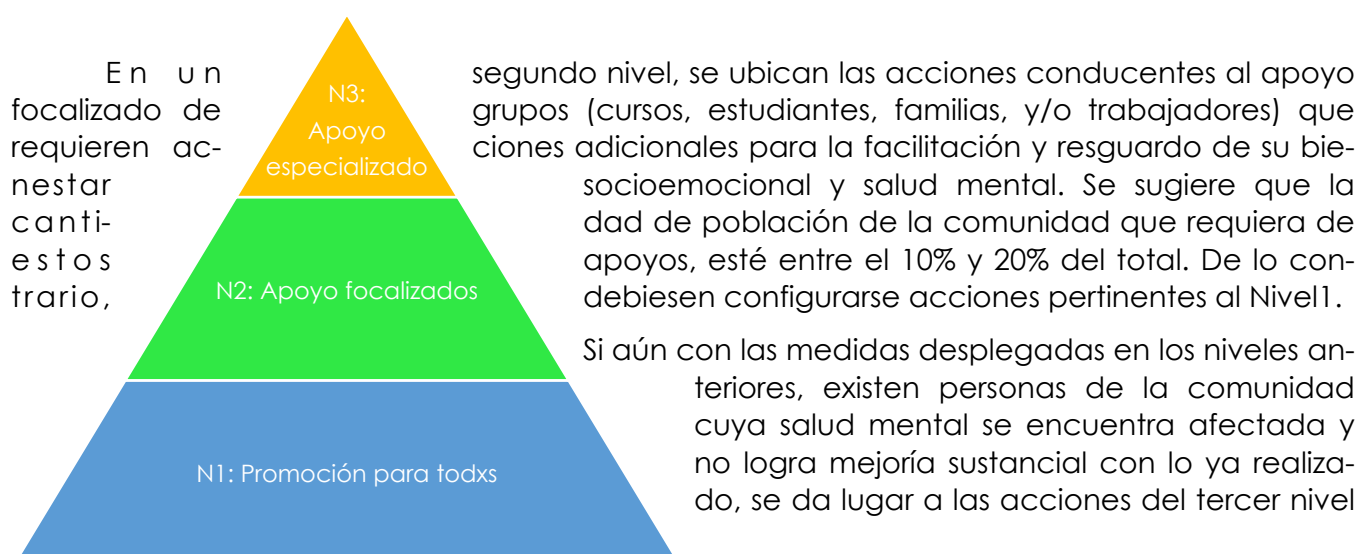 En un segundo nivel, se ubican las acciones conducentes al apoyo
focalizado de grupos (cursos, estudiantes, familias, y/o trabajadores) que
requieren ac-ciones adicionales para la facilitación y resguardo de su bie-
nestar socioemocional y salud mental. Se sugiere que la
canti-dad de población de la comunidad que requiera de
estos apoyos, esté entre el 10% y 20% del total. De lo con-
trario, debiesen configurarse acciones pertinentes al Nivel1.
Si aún con las medidas desplegadas en los niveles an-
teriores, existen personas de la comunidad
cuya salud mental se encuentra afectada y
no logra mejoría sustancial con lo ya realiza-
do, se da lugar a las acciones del tercer nivel
N3:
Apoyo
especializado
N2: Apoyo focalizados
N1: Promoción para todxs